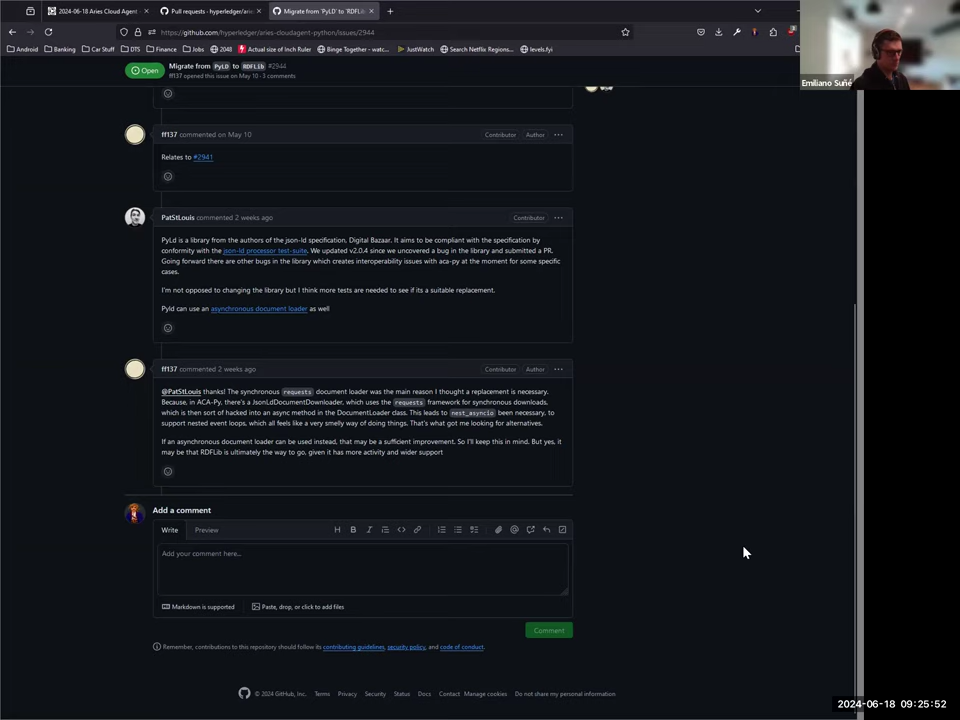 2024-06-18 Aries Cloud Agent
Pull requests · hyperledger/aries
Migrate from 'PyLD' to 'RDFLib
https://github.com/hyperledger/aries-cloudagent-python/issues/2944
Android
Banking
Car Stuff
DTS
Finance
Jobs
2048
Actual size of Inch Ruler
Binge Together - watc...
JustWatch
Search Netflix Regions...
levels.fyi
Emiliano Suñé
Open
Migrate from PyLD to RDFLib #2944
ff137 opened this issue on May 10 · 3 comments
ff137 commented on May 10
Contributor
Author
Relates to #2941
PatStLouis commented 2 weeks ago
Contributor
PyLd is a library from the authors of the json-ld specification, Digital Bazaar. It aims to be compliant with the specification by
conformity with the json-ld processor test-suite. We updated v2.0.4 since we uncovered a bug in the library and submitted a PR.
Going forward there are other bugs in the library which creates interoperability issues with aca-py at the moment for some specific
cases.
I'm not opposed to changing the library but I think more tests are needed to see if its a suitable replacement.
Pyld can use an asynchronous document loader as well
ff137 commented 2 weeks ago
Contributor
Author
@PatStLouis thanks! The synchronous requests document loader was the main reason I thought a replacement is necessary.
Because, in ACA-Py, there's a JsonLdDocumentDownloader, which uses the requests framework for synchronous downloads,
which is then sort of hacked into an async method in the DocumentLoader class. This leads to nest_asyncio been necessary, to
support nested event loops, which all feels like a very smelly way of doing things. That's what got me looking for alternatives.
If an asynchronous document loader can be used instead, that may be a sufficient improvement. So I'll keep this in mind. But yes, it
may be that RDFLib is ultimately the way to go, given it has more activity and wider support
Add a comment
Write
Preview
Add your comment here...
Markdown is supported
Paste, drop, or click to add files
Comment
Remember, contributions to this repository should follow its contributing guidelines, security policy, and code of conduct.
© 2024 GitHub, Inc.
Terms
Privacy
Security
Status
Docs
Contact
Manage cookies
Do not share my personal information
2024-06-18 09:25:52